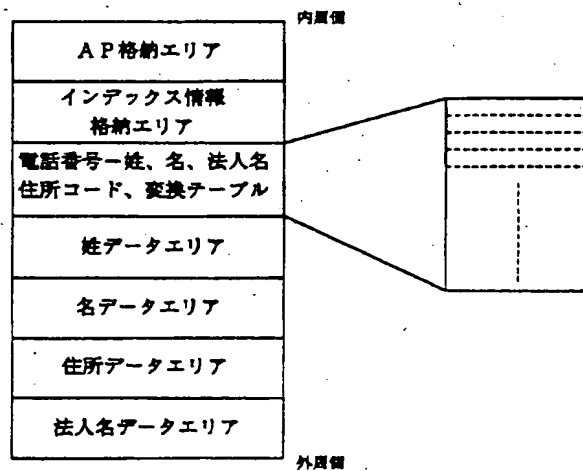 内周側
ＡＰ格納エリア
インデックス情報
格納エリア
電話番号－姓、名、法人名
住所コード、変換テーブル
姓データエリア
名データエリア
住所データエリア
法人名データエリア
外周側